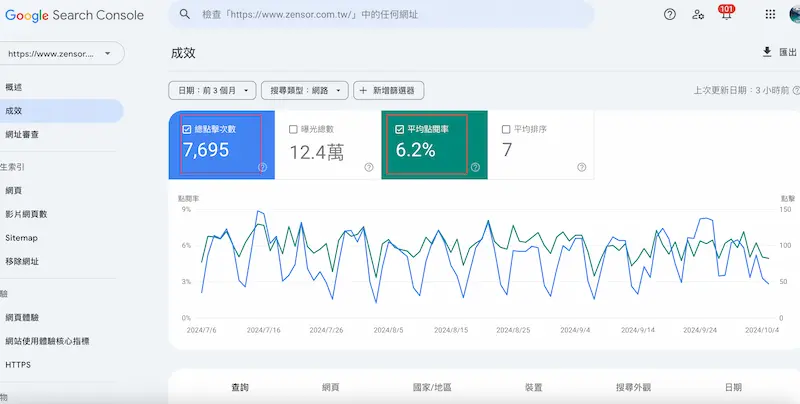 Google Search Console
檢查「https://www.zensor.com.tw/」中的任何網址
101
https://www.zensor....
成效
匯出
概述
成效
網址審查
生索引
網頁
影片網頁數
Sitemap
移除網址
驗
網頁體驗
網站使用體驗核心指標
HTTPS
物
日期：前 3 個月
搜尋類型：網路
新增篩選器
上次更新日期：3 小時前
總點擊次數
7,695
曝光總數
12.4萬
平均點閱率
6.2%
平均排序
7
點閱率
點擊
9%
6%
3%
0%
150
100
50
0
2024/7/6
2024/7/16
2024/7/26
2024/8/5
2024/8/15
2024/8/25
2024/9/4
2024/9/14
2024/9/24
2024/10/4
查詢
網頁
國家/地區
裝置
搜尋外觀
日期